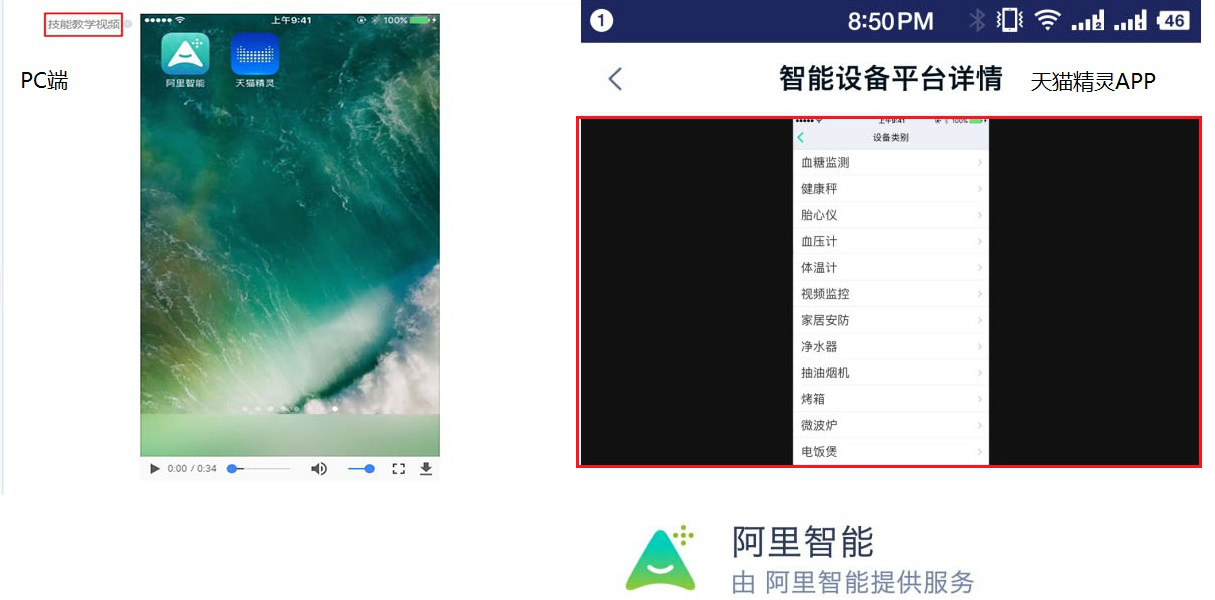 技能教学视频
PC端
上午9:41
100%
阿里智能
天猫精灵
0:00 / 0:34
1
8:50 PM
2
46
智能设备平台详情
天猫精灵APP
上午9:41
100%
设备类别
血糖监测
健康秤
胎心仪
血压计
体温计
视频监控
家居安防
净水器
抽油烟机
烤箱
微波炉
电饭煲
阿里智能
由 阿里智能提供服务